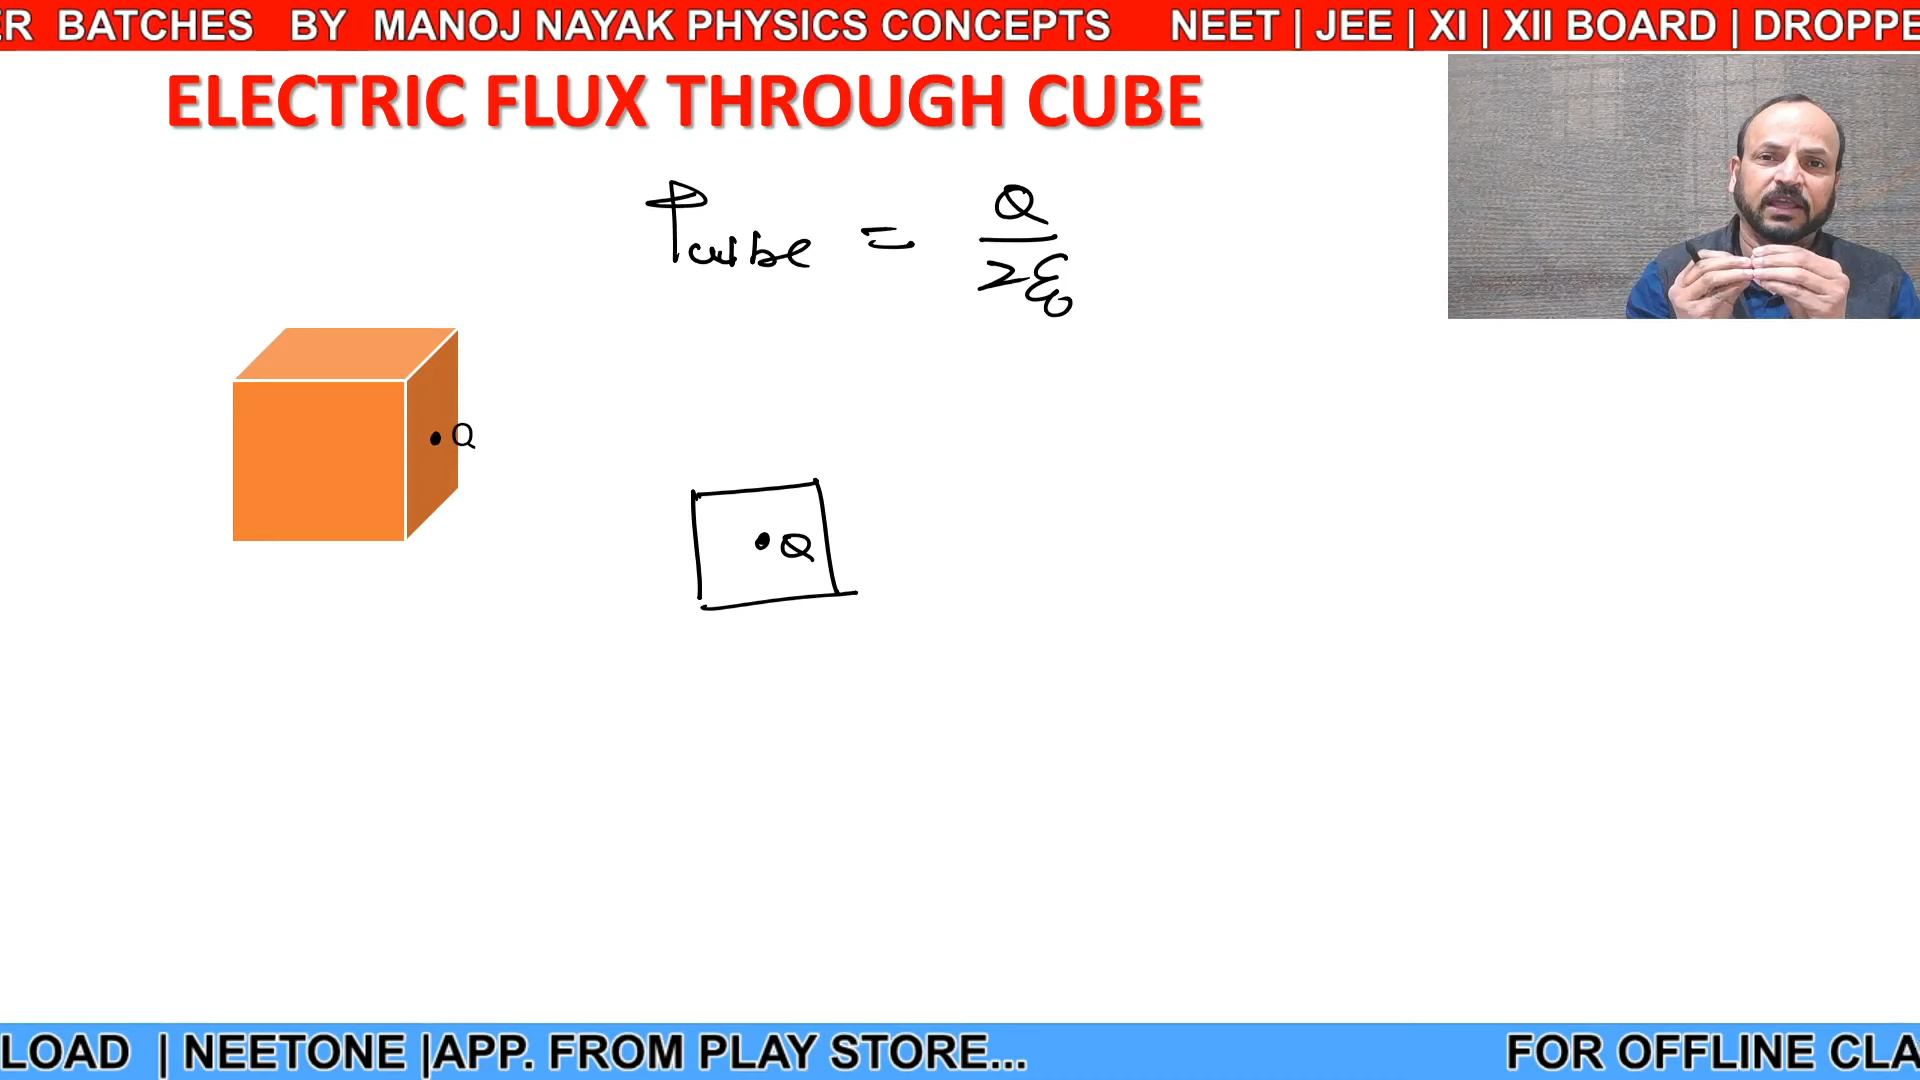 ER BATCHES BY MANOJ NAYAK PHYSICS CONCEPTS NEET | JEE | XI | XII BOARD | DROPPE
ELECTRIC FLUX THROUGH CUBE
Φcube = Q/2ε₀
Q
Q
LOAD | NEETONE |APP. FROM PLAY STORE... FOR OFFLINE CLA